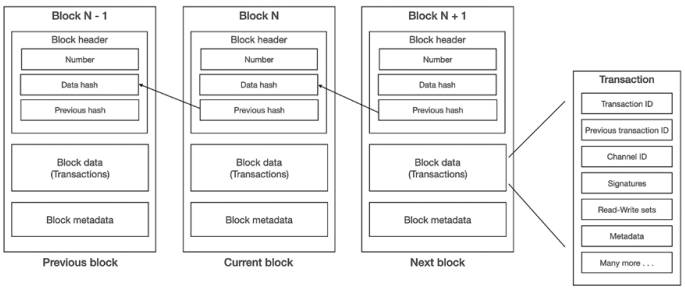 Block N - 1
Block header
Number
Data hash
Previous hash
Block data
(Transactions)
Block metadata
Previous block
Block N
Block header
Number
Data hash
Previous hash
Block data
(Transactions)
Block metadata
Current block
Block N + 1
Block header
Number
Data hash
Previous hash
Block data
(Transactions)
Block metadata
Next block
Transaction
Transaction ID
Previous transaction ID
Channel ID
Signatures
Read-Write sets
Metadata
Many more . . .